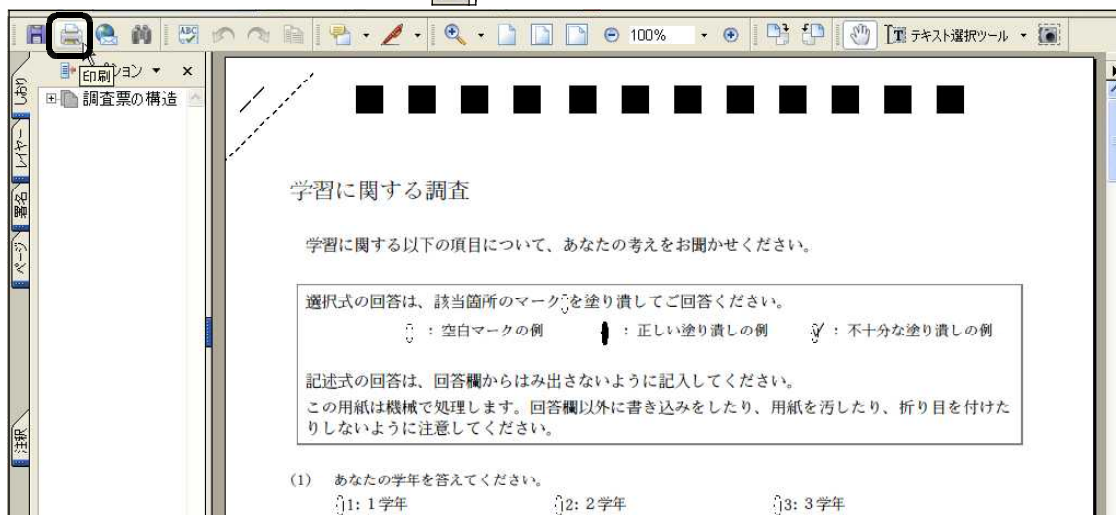 ABC
100%
テキスト選択ツール
印刷
プション
しおり
調査票の構造
レイヤー
署名
ページ
注釈
学習に関する調査
学習に関する以下の項目について、あなたの考えをお聞かせください。
選択式の回答は、該当箇所のマークを塗り潰してご回答ください。
：空白マークの例 ：正しい塗り潰しの例 ：不十分な塗り潰しの例
記述式の回答は、回答欄からはみ出さないように記入してください。
この用紙は機械で処理します。回答欄以外に書き込みをしたり、用紙を汚したり、折り目を付けた
りしないように注意してください。
(1) あなたの学年を答えてください。
1: 1学年 2: 2学年 3: 3学年